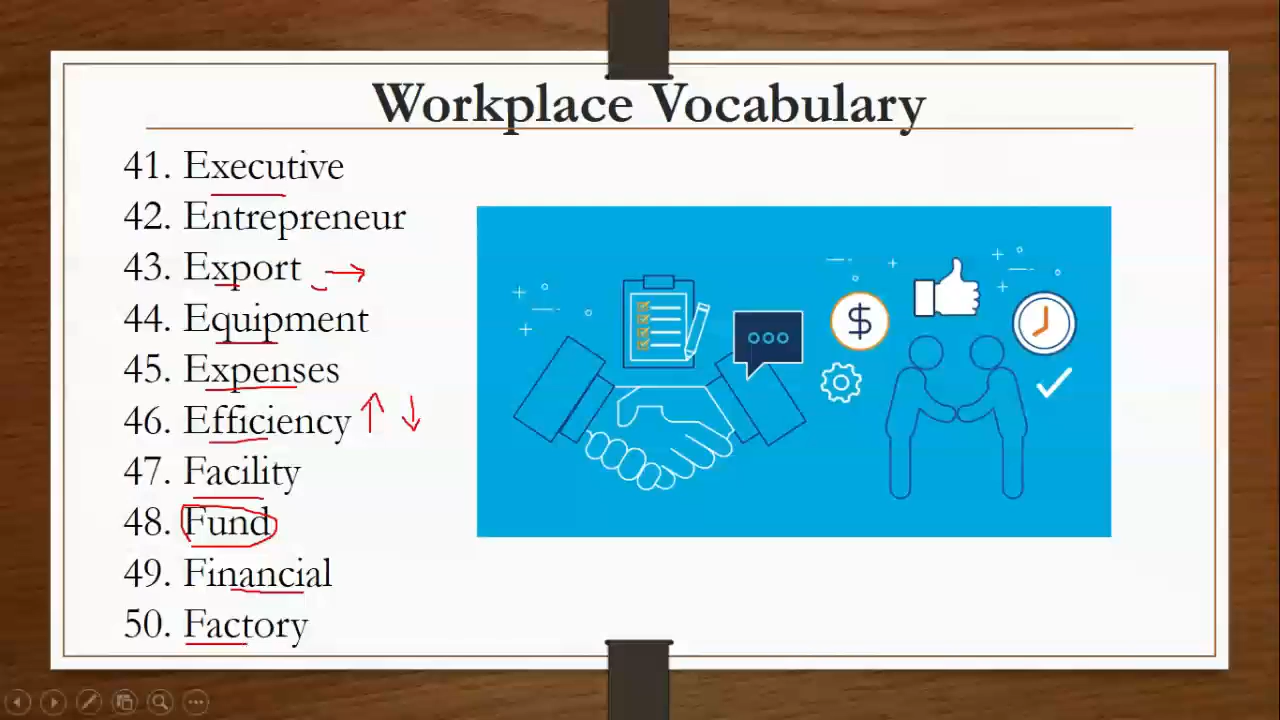 Workplace Vocabulary
41. Executive
42. Entrepreneur
43. Export
44. Equipment
45. Expenses
46. Efficiency
47. Facility
48. Fund
49. Financial
50. Factory
$